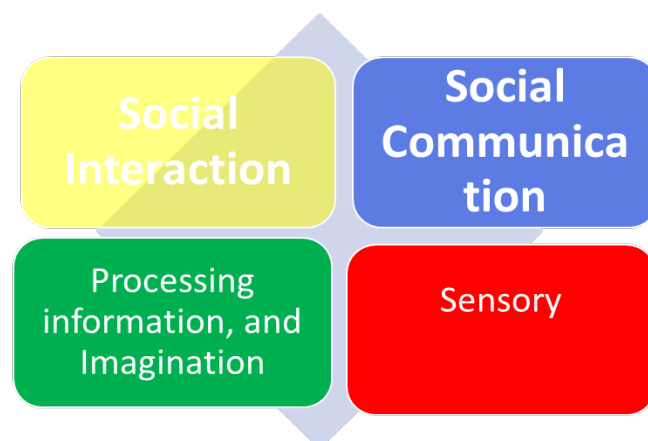 Social
Interaction
Social
Communica
tion
Processing
information, and
Imagination
Sensory